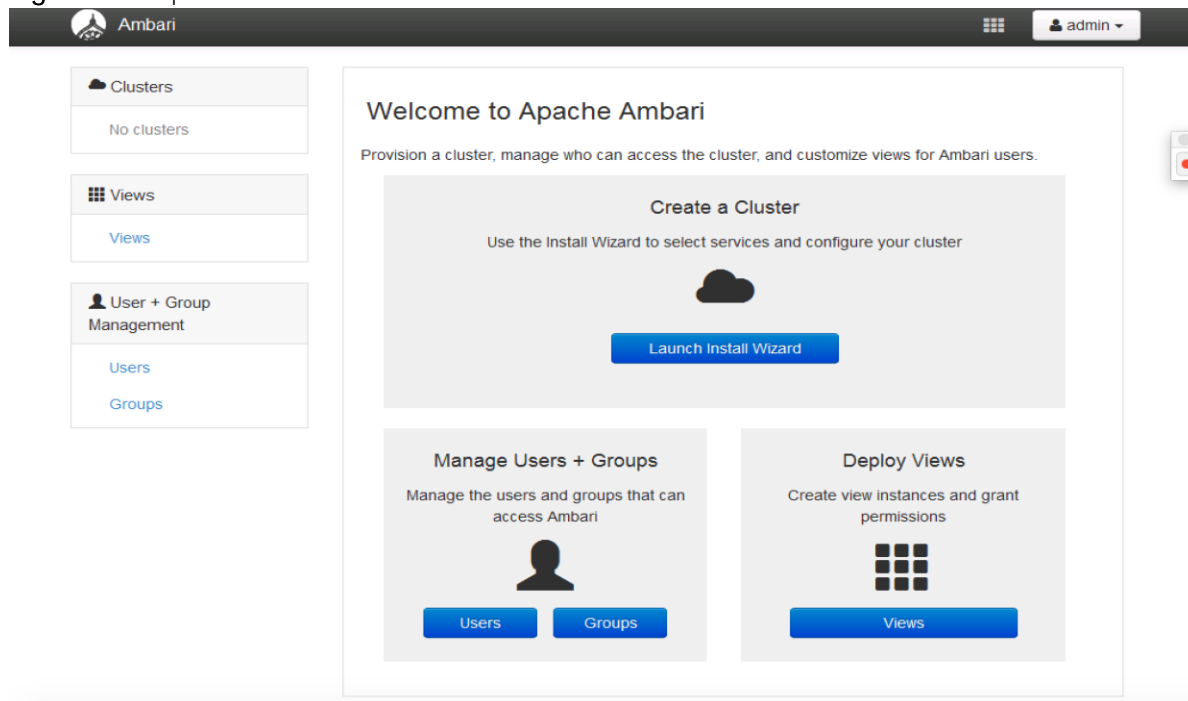 Ambari
admin
Clusters
No clusters
Views
Views
User + Group
Management
Users
Groups
Welcome to Apache Ambari
Provision a cluster, manage who can access the cluster, and customize views for Ambari users.
Create a Cluster
Use the Install Wizard to select services and configure your cluster
Launch Install Wizard
Manage Users + Groups
Manage the users and groups that can
access Ambari
Users
Groups
Deploy Views
Create view instances and grant
permissions
Views